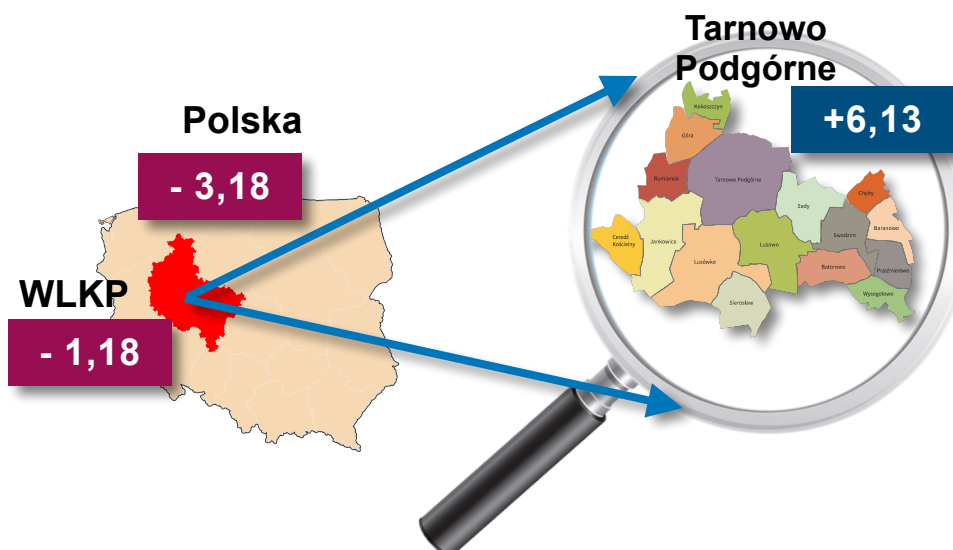 Tarnowo
Podgórne
+6,13
Polska
- 3,18
WLKP
- 1,18
Kokoszczyn
Góra
Rumianek
Tarnowo Podgórne
Sady
Chyby
Baranowo
Swadzim
Przeźmierowo
Ceradz
Kościelny
Jankowice
Lusówko
Lusowo
Batorowo
Wysogotowo
Sierosław